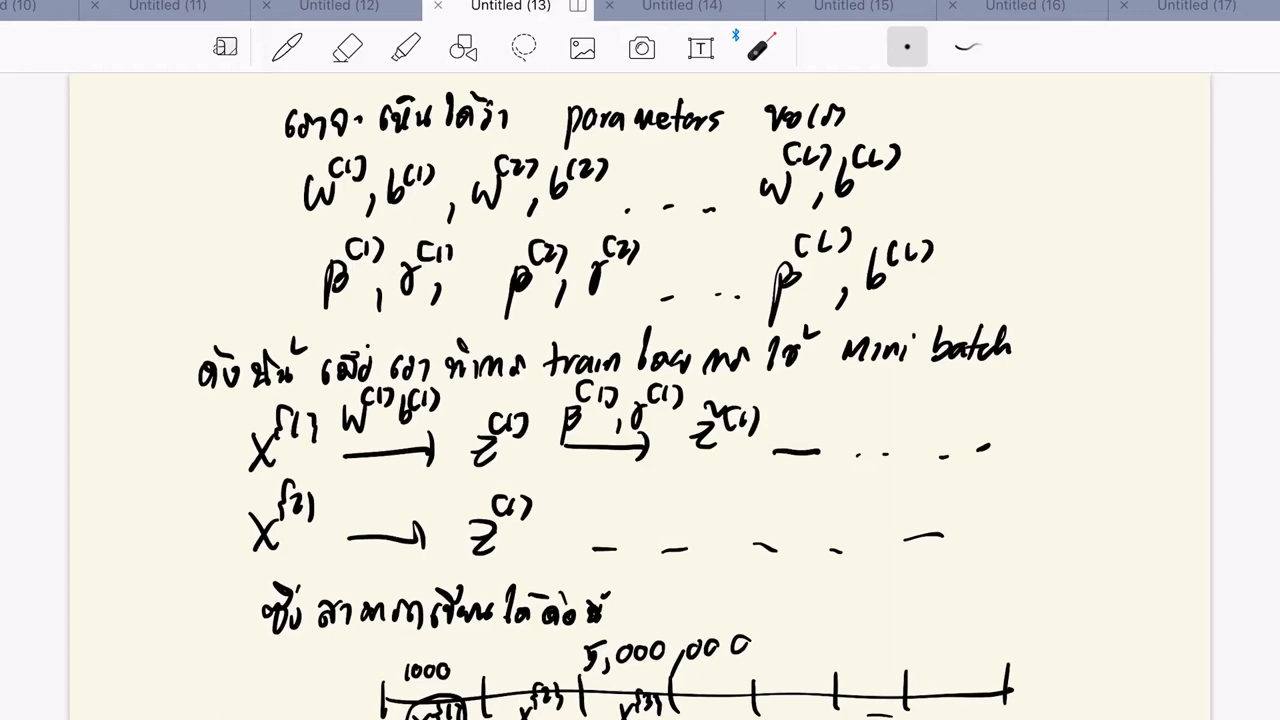 d (10) Untitled (11) Untitled (12) Untitled (13) Untitled (14) Untitled (15) Untitled (16) Untitled (17)
เราจะเห็นได้ว่า parameters ของเรา
W^(1), b^(1), W^(2), b^(2) . . . W^(L), b^(L)
β^(1), γ^(1), β^(2), γ^(2) . . . β^(L), b^(L)
ดังนั้น เมื่อเราทำการ train โดยการใช้ mini batch
W^(1) b^(1) β^(1), γ^(1)
X^{1} → Z^(1) → Z̃^(1) — . . . -
X^{2} → Z^(1) — — — — —
ซึ่งสามารถเขียนได้ดังนี้
1000 5,000,000
X^{1} X^{2} X^{3}